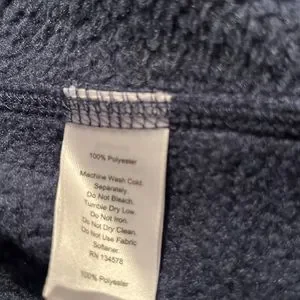 100% Polyester
Machine Wash Cold.
Separately.
Do Not Bleach.
Tumble Dry Low.
Do Not Iron.
Do Not Dry Clean.
Do Not Use Fabric
Softener.
RN 134578
100% Polyester